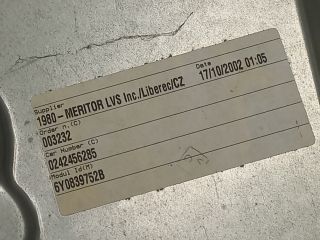 Supplier
1980-MERITOR LVS Inc./Liberec/CZ
Date
17/10/2002 01:05
Order n.(C)
003232
Car Number (C)
0242456285
Modul Id(M)
6Y0839752B